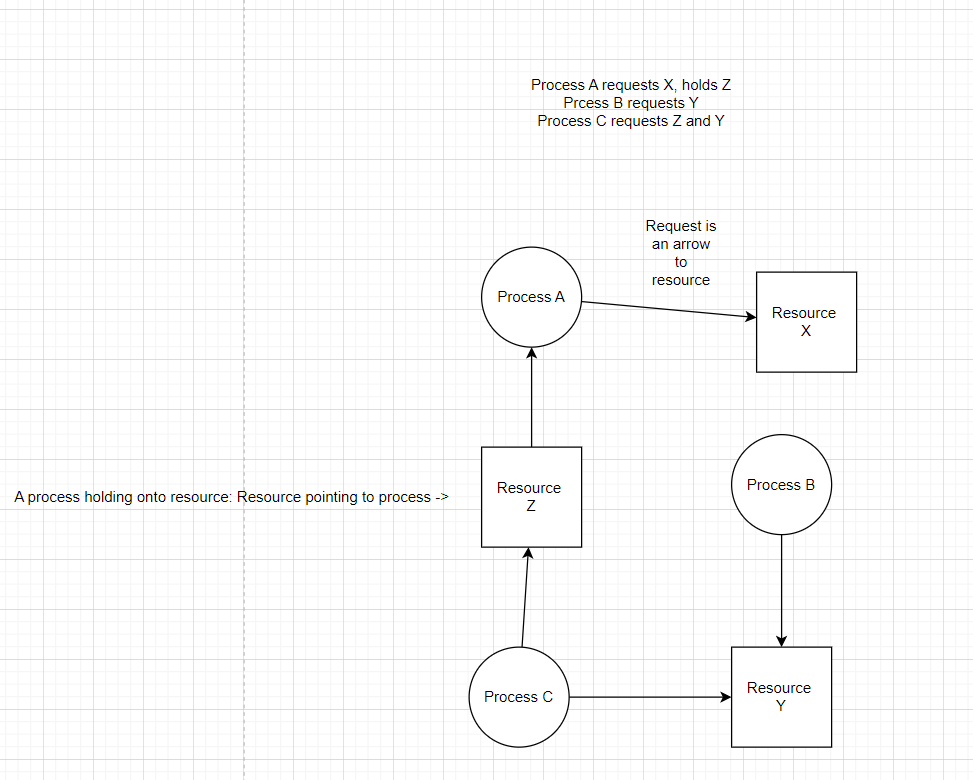 Process A requests X, holds Z
Prcess B requests Y
Process C requests Z and Y
Request is
an arrow
to
resource
Process A
Resource
X
A process holding onto resource: Resource pointing to process ->
Resource
Z
Process B
Process C
Resource
Y